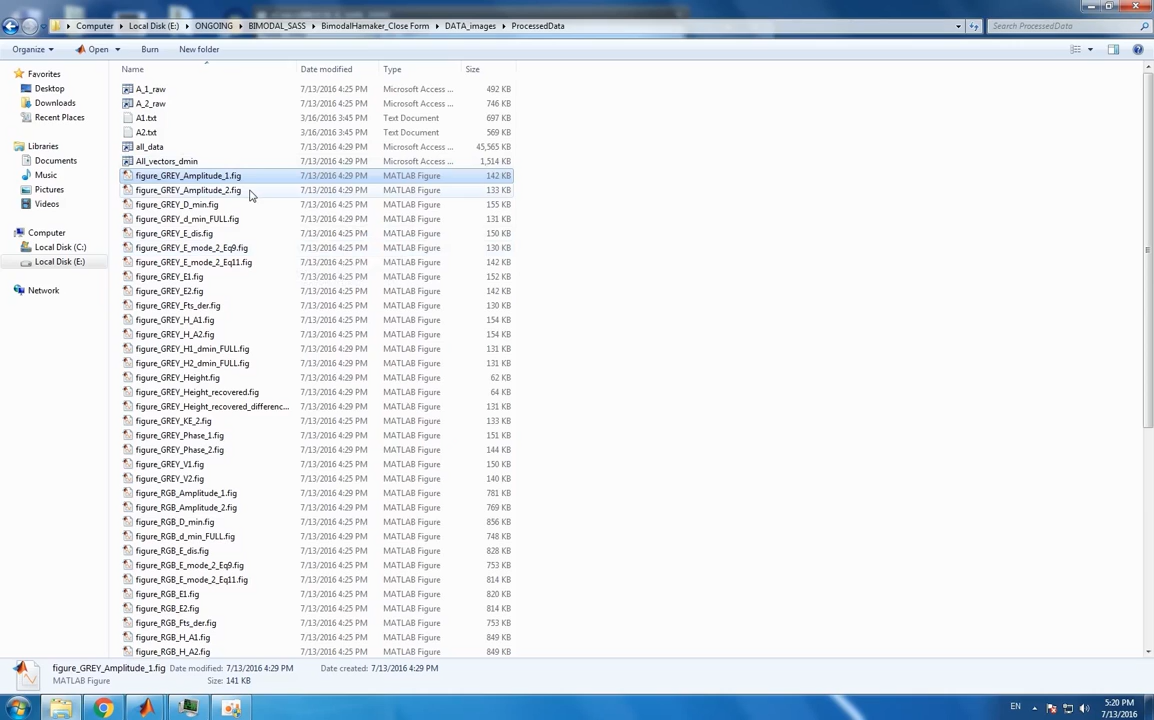 Computer ▸ Local Disk (E:) ▸ ONGOING ▸ BIMODAL_SASS ▸ BimodalHamaker_Close Form ▸ DATA_images ▸ ProcessedData
Search ProcessedData
Organize Open Burn New folder
Name Date modified Type Size
Favorites
Desktop
Downloads
Recent Places
Libraries
Documents
Music
Pictures
Videos
Computer
Local Disk (C:)
Local Disk (E:)
Network
A_1_raw 7/13/2016 4:25 PM Microsoft Access ... 492 KB
A_2_raw 7/13/2016 4:25 PM Microsoft Access ... 746 KB
A1.txt 3/16/2016 3:45 PM Text Document 697 KB
A2.txt 3/16/2016 3:45 PM Text Document 569 KB
all_data 7/13/2016 4:29 PM Microsoft Access ... 45,565 KB
All_vectors_dmin 7/13/2016 4:29 PM Microsoft Access ... 1,514 KB
figure_GREY_Amplitude_1.fig 7/13/2016 4:29 PM MATLAB Figure 142 KB
figure_GREY_Amplitude_2.fig 7/13/2016 4:29 PM MATLAB Figure 133 KB
figure_GREY_D_min.fig 7/13/2016 4:25 PM MATLAB Figure 155 KB
figure_GREY_d_min_FULL.fig 7/13/2016 4:29 PM MATLAB Figure 131 KB
figure_GREY_E_dis.fig 7/13/2016 4:25 PM MATLAB Figure 150 KB
figure_GREY_E_mode_2_Eq9.fig 7/13/2016 4:25 PM MATLAB Figure 130 KB
figure_GREY_E_mode_2_Eq11.fig 7/13/2016 4:25 PM MATLAB Figure 142 KB
figure_GREY_E1.fig 7/13/2016 4:25 PM MATLAB Figure 152 KB
figure_GREY_E2.fig 7/13/2016 4:25 PM MATLAB Figure 142 KB
figure_GREY_Fts_der.fig 7/13/2016 4:25 PM MATLAB Figure 130 KB
figure_GREY_H_A1.fig 7/13/2016 4:25 PM MATLAB Figure 154 KB
figure_GREY_H_A2.fig 7/13/2016 4:25 PM MATLAB Figure 154 KB
figure_GREY_H1_dmin_FULL.fig 7/13/2016 4:29 PM MATLAB Figure 131 KB
figure_GREY_H2_dmin_FULL.fig 7/13/2016 4:29 PM MATLAB Figure 131 KB
figure_GREY_Height.fig 7/13/2016 4:29 PM MATLAB Figure 62 KB
figure_GREY_Height_recovered.fig 7/13/2016 4:29 PM MATLAB Figure 64 KB
figure_GREY_Height_recovered_differenc... 7/13/2016 4:29 PM MATLAB Figure 131 KB
figure_GREY_KE_2.fig 7/13/2016 4:25 PM MATLAB Figure 133 KB
figure_GREY_Phase_1.fig 7/13/2016 4:29 PM MATLAB Figure 151 KB
figure_GREY_Phase_2.fig 7/13/2016 4:29 PM MATLAB Figure 144 KB
figure_GREY_V1.fig 7/13/2016 4:25 PM MATLAB Figure 150 KB
figure_GREY_V2.fig 7/13/2016 4:25 PM MATLAB Figure 140 KB
figure_RGB_Amplitude_1.fig 7/13/2016 4:29 PM MATLAB Figure 781 KB
figure_RGB_Amplitude_2.fig 7/13/2016 4:29 PM MATLAB Figure 769 KB
figure_RGB_D_min.fig 7/13/2016 4:25 PM MATLAB Figure 856 KB
figure_RGB_d_min_FULL.fig 7/13/2016 4:29 PM MATLAB Figure 748 KB
figure_RGB_E_dis.fig 7/13/2016 4:25 PM MATLAB Figure 828 KB
figure_RGB_E_mode_2_Eq9.fig 7/13/2016 4:25 PM MATLAB Figure 753 KB
figure_RGB_E_mode_2_Eq11.fig 7/13/2016 4:25 PM MATLAB Figure 814 KB
figure_RGB_E1.fig 7/13/2016 4:25 PM MATLAB Figure 820 KB
figure_RGB_E2.fig 7/13/2016 4:25 PM MATLAB Figure 814 KB
figure_RGB_Fts_der.fig 7/13/2016 4:25 PM MATLAB Figure 753 KB
figure_RGB_H_A1.fig 7/13/2016 4:25 PM MATLAB Figure 849 KB
figure_RGB_H_A2.fig 7/13/2016 4:25 PM MATLAB Figure 849 KB
figure_GREY_Amplitude_1.fig Date modified: 7/13/2016 4:29 PM Date created: 7/13/2016 4:29 PM
MATLAB Figure Size: 141 KB
EN 5:20 PM
7/13/2016